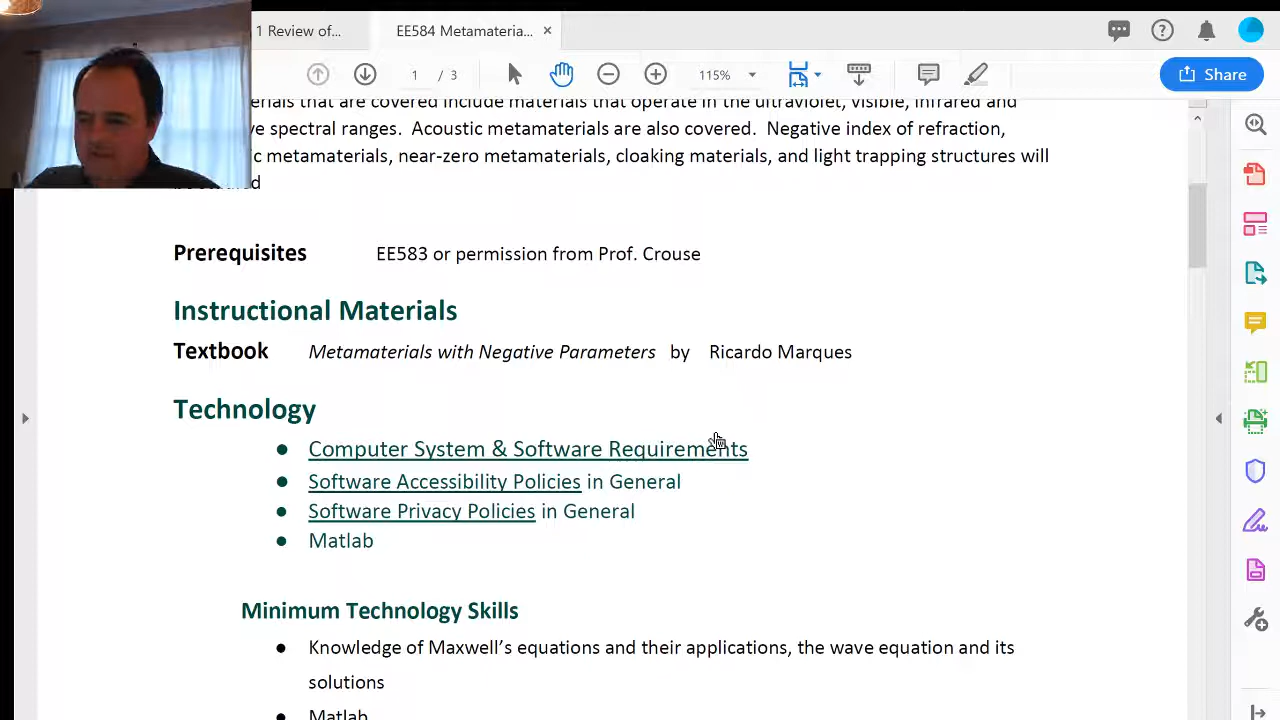 1 Review of...
EE584 Metamateria...
1 / 3
115%
Share
erials that are covered include materials that operate in the ultraviolet, visible, infrared and
ve spectral ranges. Acoustic metamaterials are also covered. Negative index of refraction,
c metamaterials, near-zero metamaterials, cloaking materials, and light trapping structures will
Prerequisites EE583 or permission from Prof. Crouse
Instructional Materials
Textbook Metamaterials with Negative Parameters by Ricardo Marques
Technology
● Computer System & Software Requirements
● Software Accessibility Policies in General
● Software Privacy Policies in General
● Matlab
Minimum Technology Skills
● Knowledge of Maxwell's equations and their applications, the wave equation and its
solutions
● Matlab